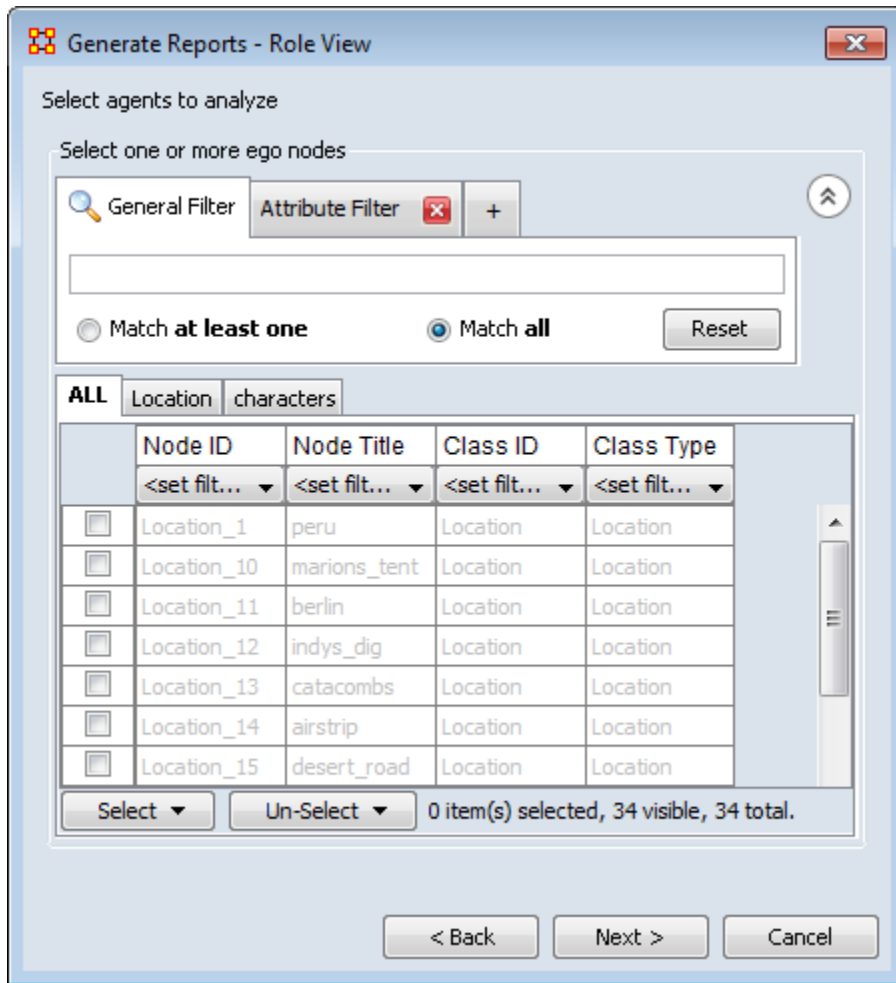 Generate Reports - Role View
Select agents to analyze
Select one or more ego nodes
General Filter Attribute Filter +
Match at least one Match all Reset
ALL Location characters
Node ID Node Title Class ID Class Type
<set filt... <set filt... <set filt... <set filt...
Location_1 peru Location Location
Location_10 marions_tent Location Location
Location_11 berlin Location Location
Location_12 indys_dig Location Location
Location_13 catacombs Location Location
Location_14 airstrip Location Location
Location_15 desert_road Location Location
Select Un-Select 0 item(s) selected, 34 visible, 34 total.
< Back Next > Cancel